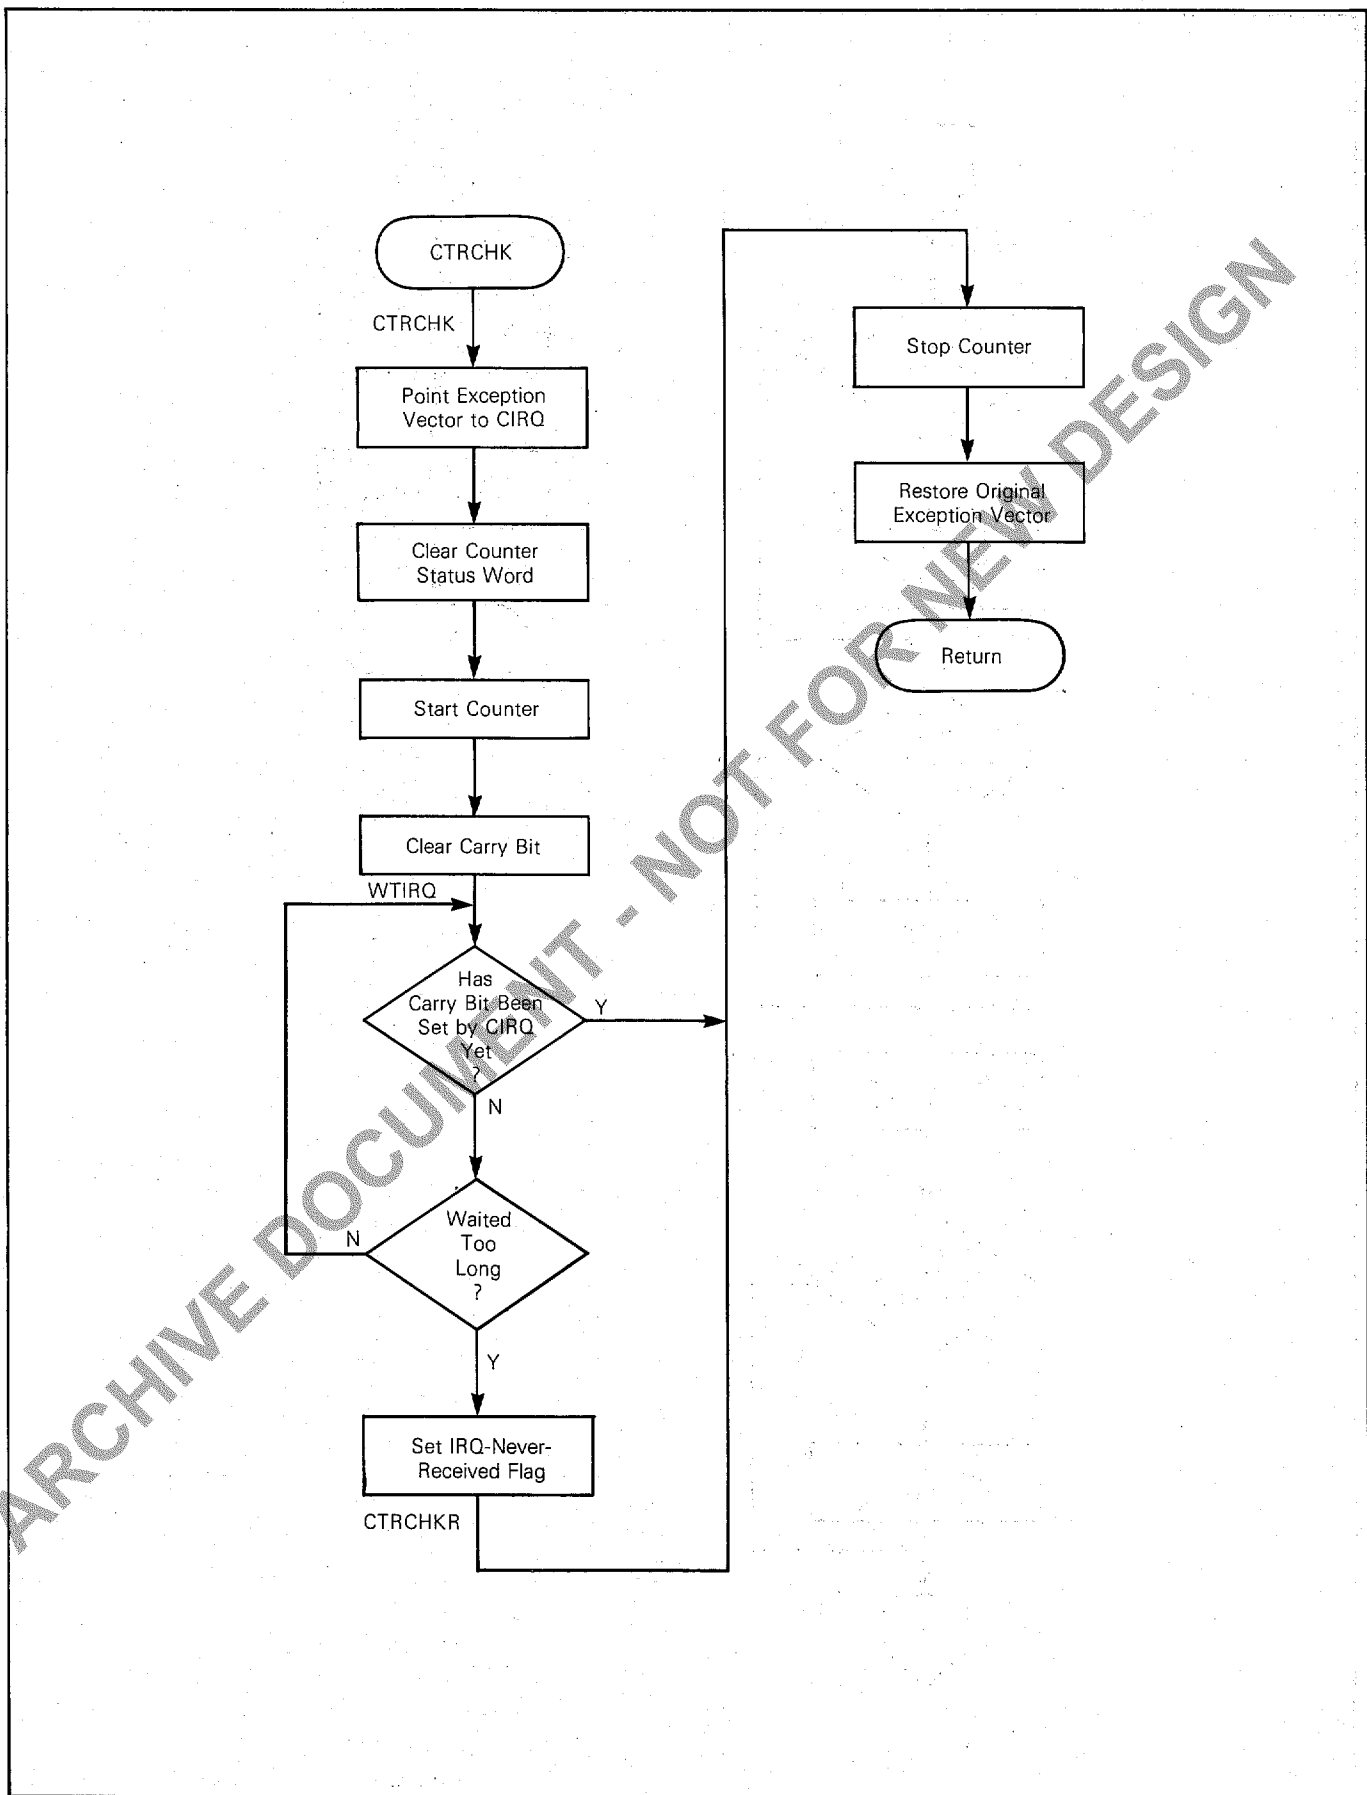 CTRCHK
CTRCHK
Point Exception
Vector to CIRQ
Clear Counter
Status Word
Start Counter
Clear Carry Bit
WTIRQ
Has
Carry Bit Been
Set by CIRQ
Yet
?
Y
N
Waited
Too
Long
?
N
Y
Set IRQ-Never-
Received Flag
CTRCHKR
Stop Counter
Restore Original
Exception Vector
Return
ARCHIVE DOCUMENT - NOT FOR NEW DESIGN